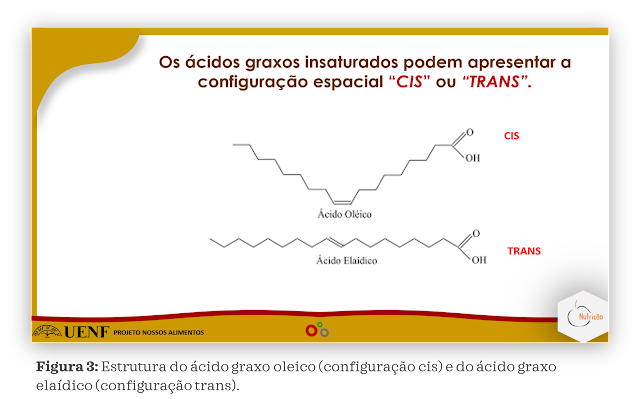 Os ácidos graxos insaturados podem apresentar a
configuração espacial “CIS” ou “TRANS”.
O
OH
CIS
Ácido Oléico
O
OH
TRANS
Ácido Elaídico
UENF PROJETO NOSSOS ALIMENTOS
Nutrição
Figura 3: Estrutura do ácido graxo oleico (configuração cis) e do ácido graxo
elaídico (configuração trans).